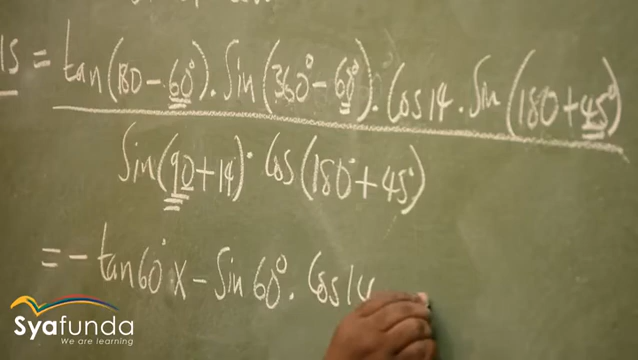 IS = tan(180 - 60°) . Sin(360° - 60°) . Cos 14 . Sin(180 + 45°)
Sin(90 + 14) . Cos(180° + 45°)
= - tan 60° x - Sin 60° . Cos 14
Syafunda
We are learning